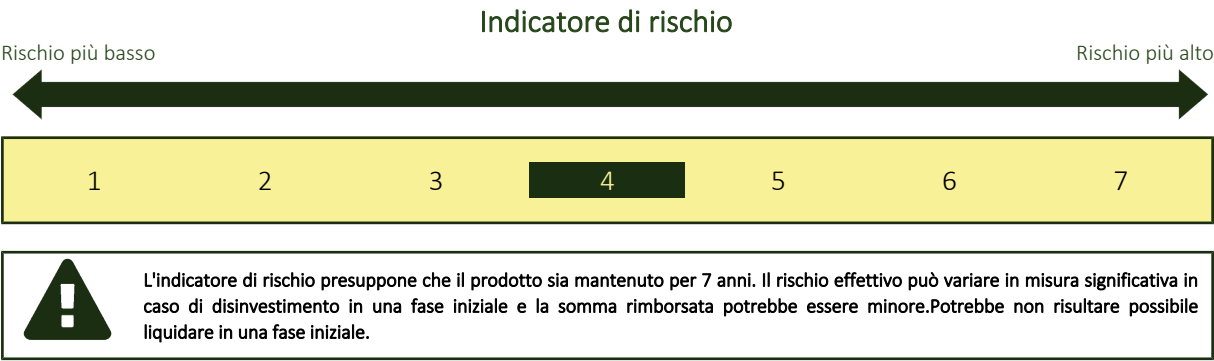 Indicatore di rischio
Rischio più basso Rischio più alto
1 2 3 4 5 6 7
L'indicatore di rischio presuppone che il prodotto sia mantenuto per 7 anni. Il rischio effettivo può variare in misura significativa in
caso di disinvestimento in una fase iniziale e la somma rimborsata potrebbe essere minore.Potrebbe non risultare possibile
liquidare in una fase iniziale.